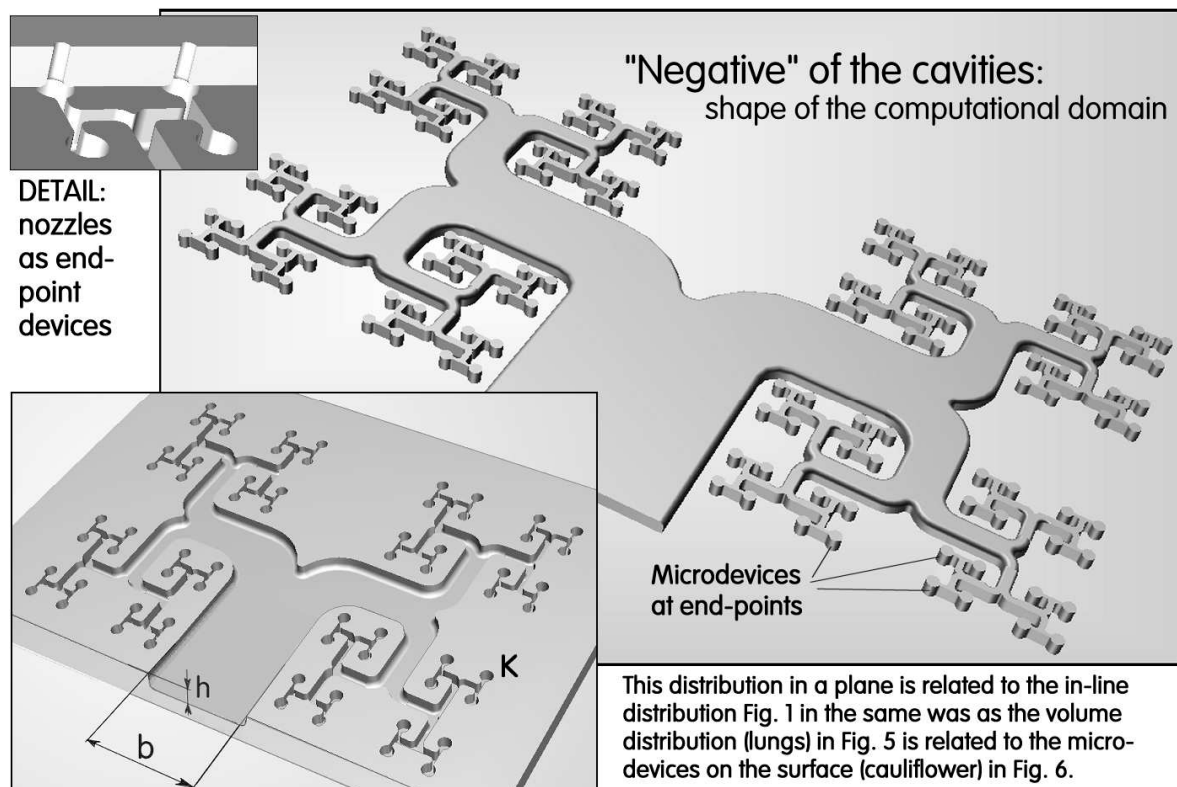 "Negative" of the cavities:
shape of the computational domain
DETAIL:
nozzles
as end-
point
devices
Microdevices
at end-points
K
h
b
This distribution in a plane is related to the in-line
distribution Fig. 1 in the same was as the volume
distribution (lungs) in Fig. 5 is related to the micro-
devices on the surface (cauliflower) in Fig. 6.